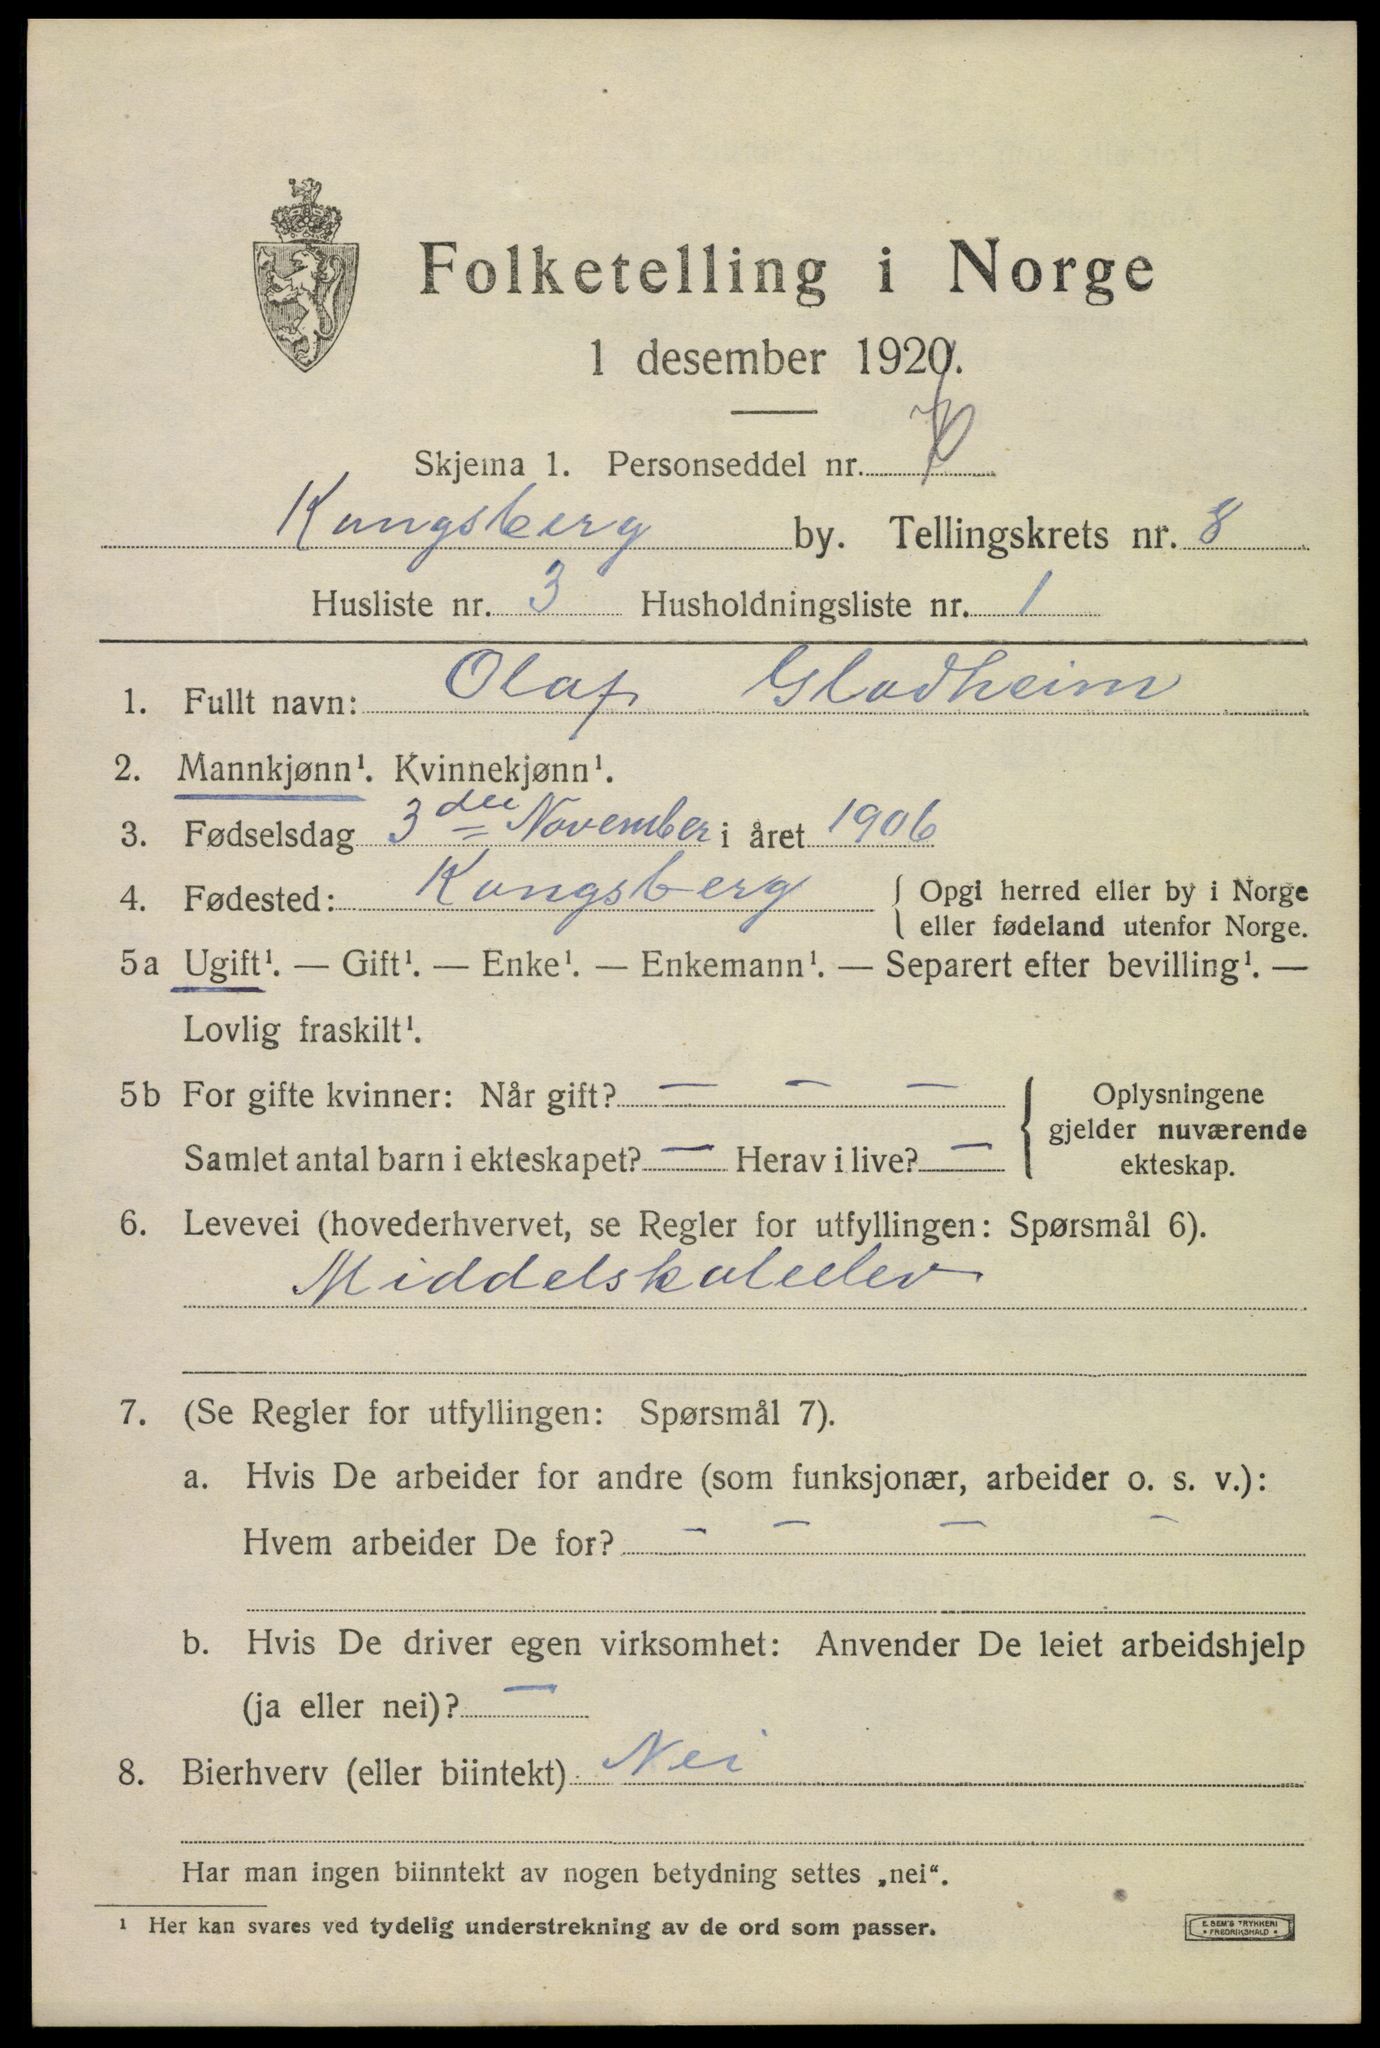 Folketelling i Norge
1 desember 1920.
Skjema 1. Personseddel nr.
Kongsberg by. Tellingskrets nr. 8
Husliste nr. 3 Husholdningsliste nr. 1
1. Fullt navn: Olaf Gladheim
2. Mannkjønn¹. Kvinnekjønn¹.
3. Fødselsdag 3die November i året 1906
4. Fødested: Kongsberg { Opgi herred eller by i Norge
eller fødeland utenfor Norge.
5a Ugift¹. — Gift¹. — Enke¹. — Enkemann¹. — Separert efter bevilling¹. —
Lovlig fraskilt¹.
5b For gifte kvinner: Når gift? — — — { Oplysningene
gjelder nuværende
Samlet antal barn i ekteskapet? — Herav i live? — ekteskap.
6. Levevei (hovederhvervet, se Regler for utfyllingen: Spørsmål 6).
Middelskoleelev
7. (Se Regler for utfyllingen: Spørsmål 7).
a. Hvis De arbeider for andre (som funksjonær, arbeider o. s. v.):
Hvem arbeider De for? — — — —
b. Hvis De driver egen virksomhet: Anvender De leiet arbeidshjelp
(ja eller nei)? —
8. Bierhverv (eller biintekt) Nei
Har man ingen biinntekt av nogen betydning settes „nei“.
¹ Her kan svares ved tydelig understrekning av de ord som passer.
E. SEM'S TRYKKERI
• FREDRIKSHALD •